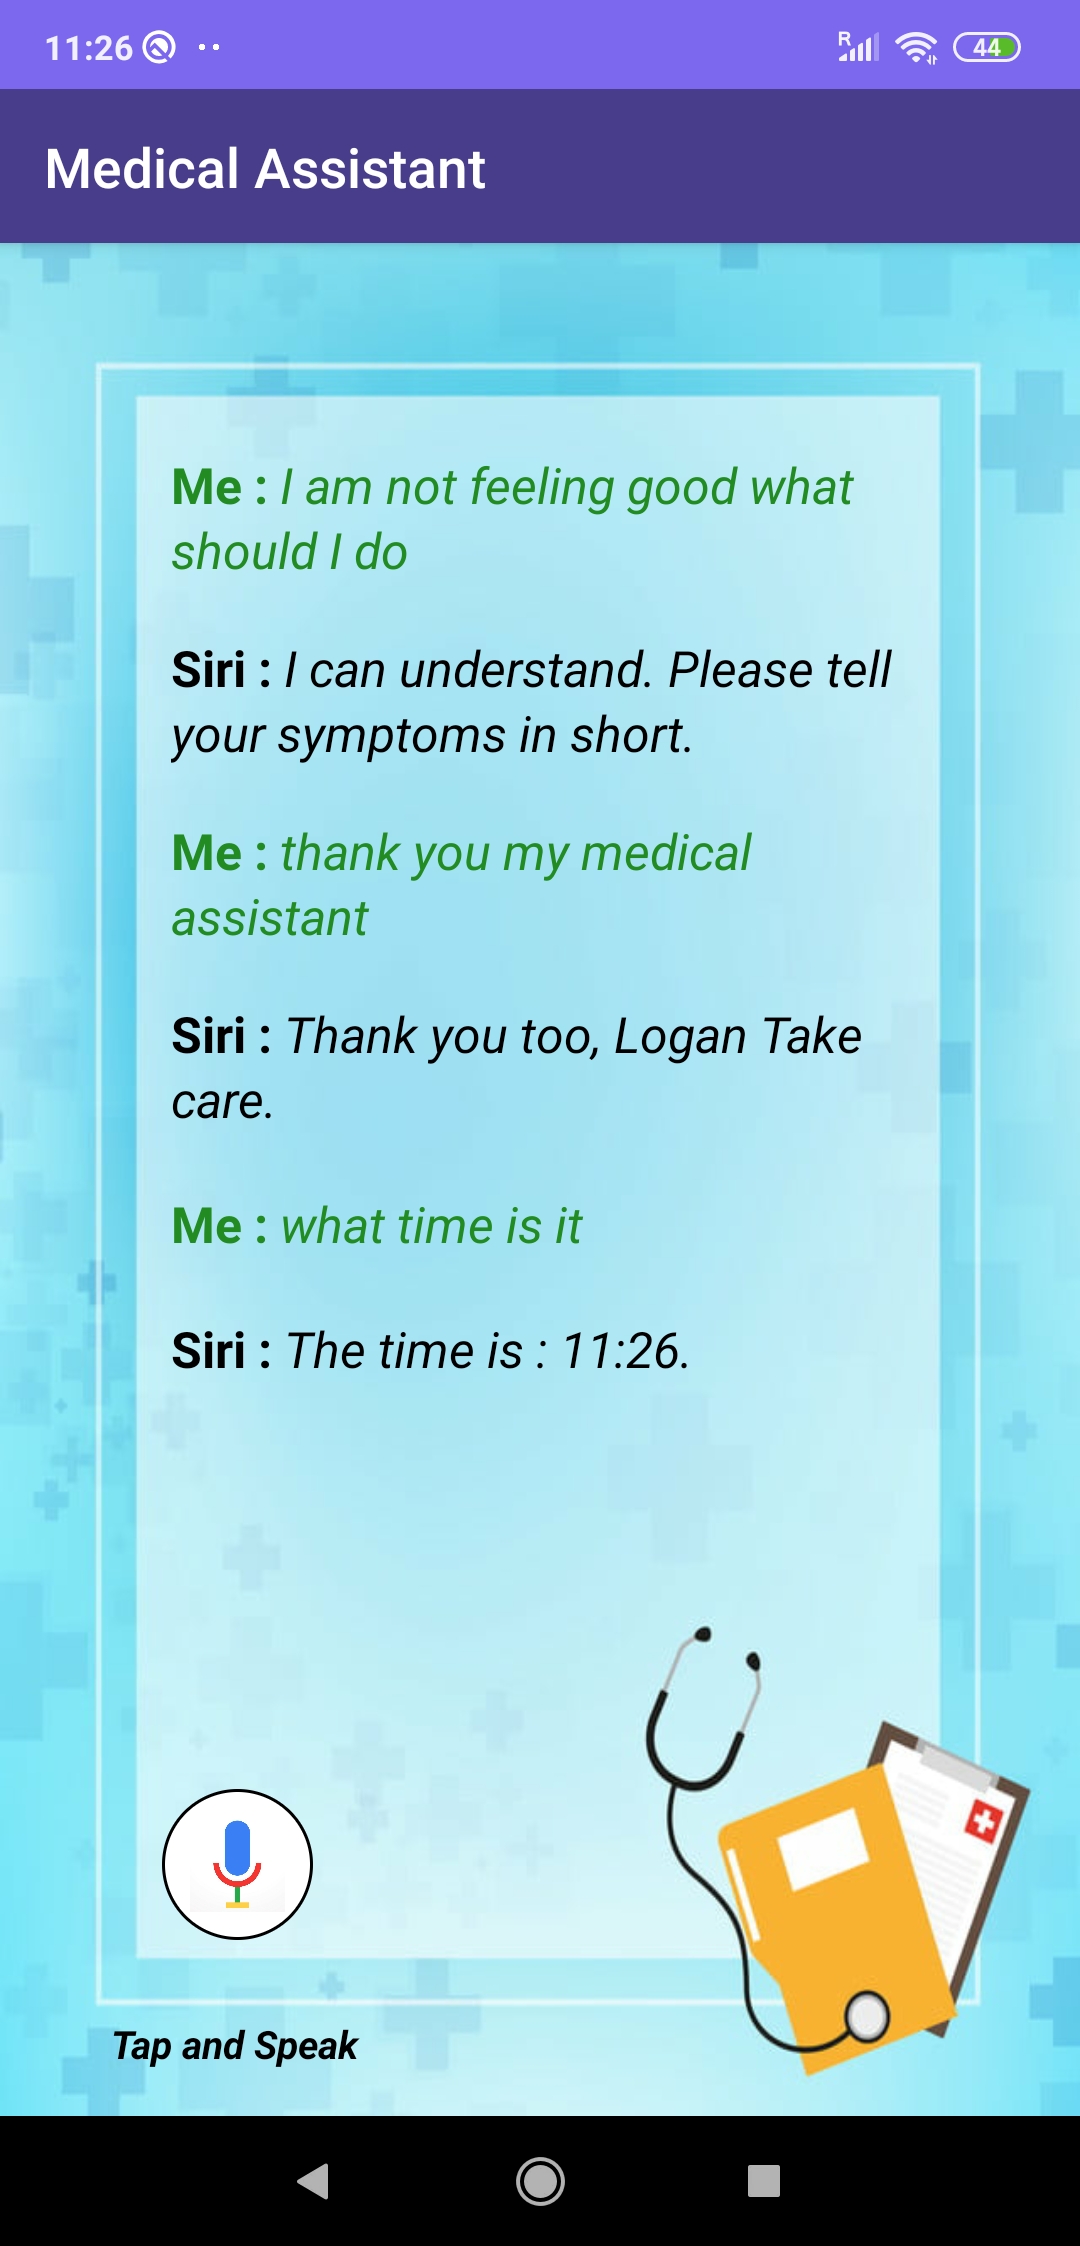 11:26
R
44
Medical Assistant
Me : I am not feeling good what
should I do
Siri : I can understand. Please tell
your symptoms in short.
Me : thank you my medical
assistant
Siri : Thank you too, Logan Take
care.
Me : what time is it
Siri : The time is : 11:26.
Tap and Speak